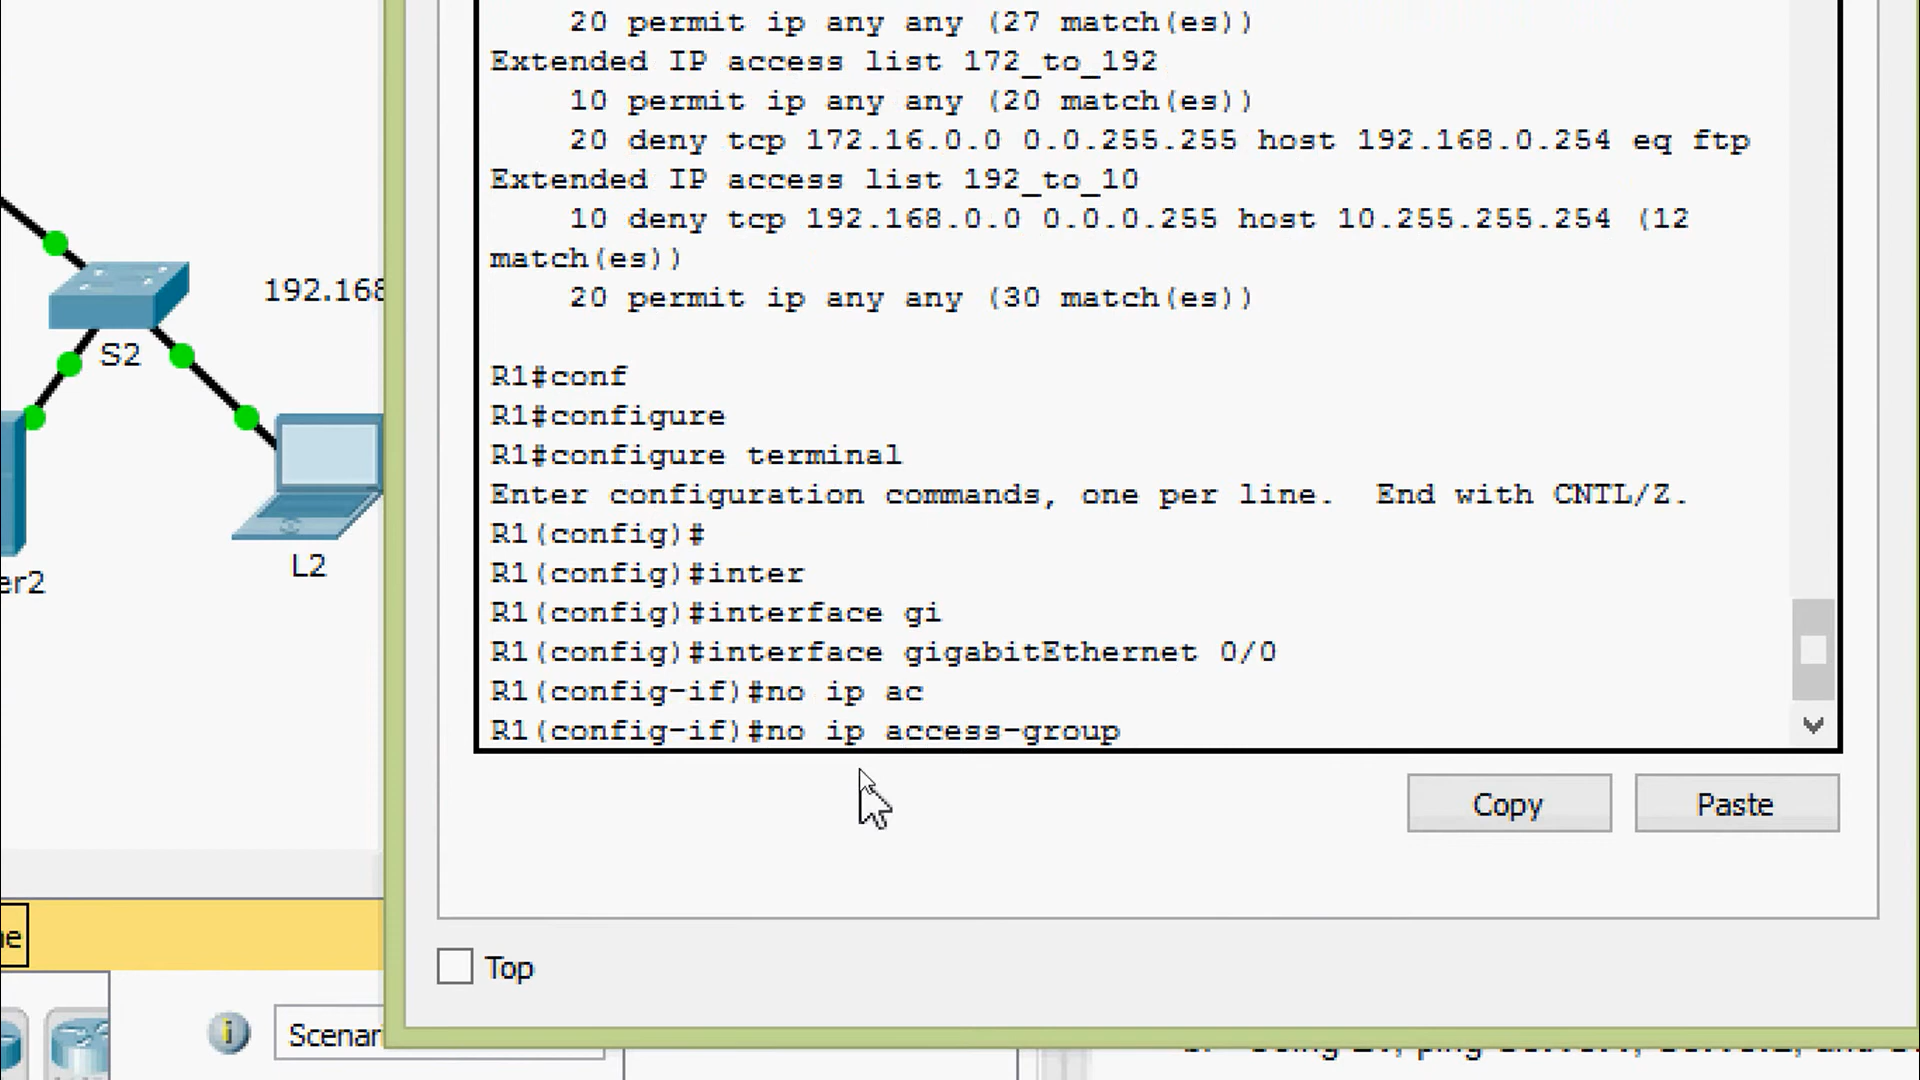 20 permit ip any any (27 match(es))
Extended IP access list 172_to_192
10 permit ip any any (20 match(es))
20 deny tcp 172.16.0.0 0.0.255.255 host 192.168.0.254 eq ftp
Extended IP access list 192_to_10
10 deny tcp 192.168.0.0 0.0.0.255 host 10.255.255.254 (12
match(es))
20 permit ip any any (30 match(es))
R1#conf
R1#configure
R1#configure terminal
Enter configuration commands, one per line.  End with CNTL/Z.
R1(config)#
R1(config)#inter
R1(config)#interface gi
R1(config)#interface gigabitEthernet 0/0
R1(config-if)#no ip ac
R1(config-if)#no ip access-group
192.168
S2
L2
er2
Copy
Paste
Top
Scenari